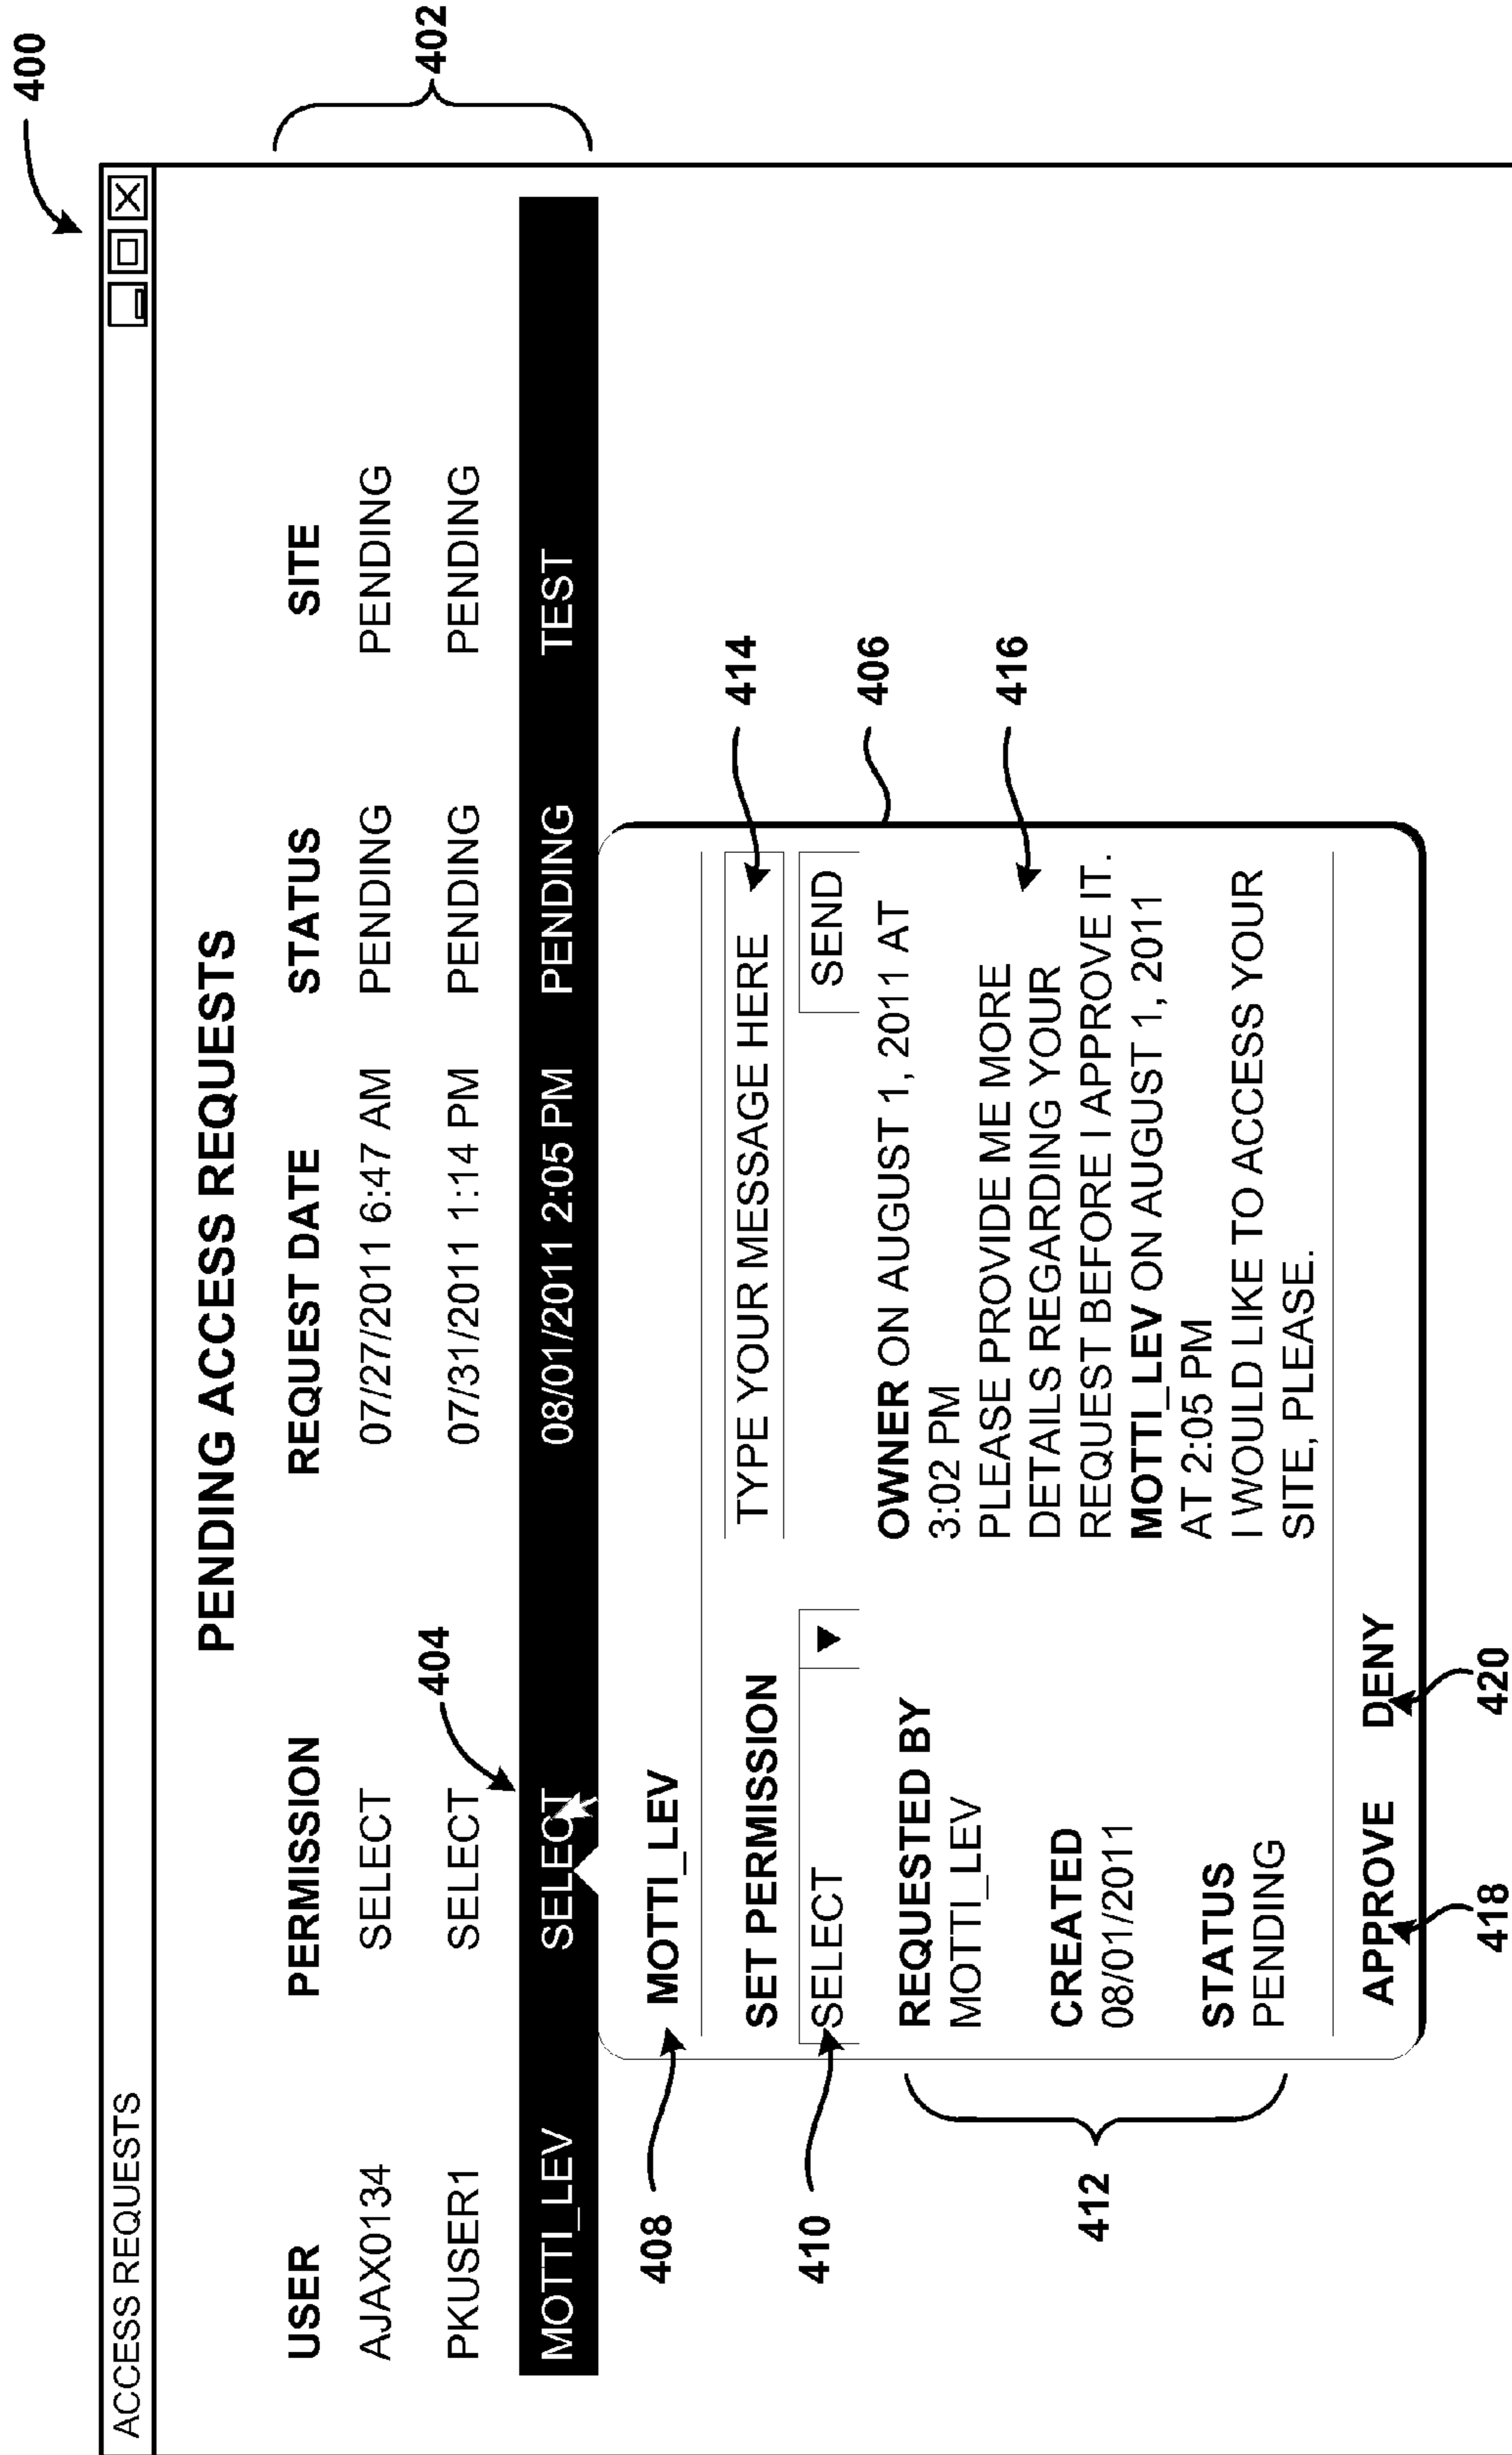 400
ACCESS REQUESTS
PENDING ACCESS REQUESTS
402
USER PERMISSION REQUEST DATE STATUS SITE
AJAX0134 SELECT 07/27/2011 6:47 AM PENDING PENDING
PKUSER1 SELECT 07/31/2011 1:14 PM PENDING PENDING
404
MOTTI_LEV SELECT 08/01/2011 2:05 PM PENDING TEST
408
MOTTI_LEV
SET PERMISSION
410
SELECT
412
REQUESTED BY
MOTTI_LEV
CREATED
08/01/2011
STATUS
PENDING
TYPE YOUR MESSAGE HERE
414
SEND
406
OWNER ON AUGUST 1, 2011 AT
3:02 PM
PLEASE PROVIDE ME MORE
DETAILS REGARDING YOUR
REQUEST BEFORE I APPROVE IT.
MOTTI_LEV ON AUGUST 1, 2011
AT 2:05 PM
I WOULD LIKE TO ACCESS YOUR
SITE, PLEASE.
416
APPROVE DENY
418 420